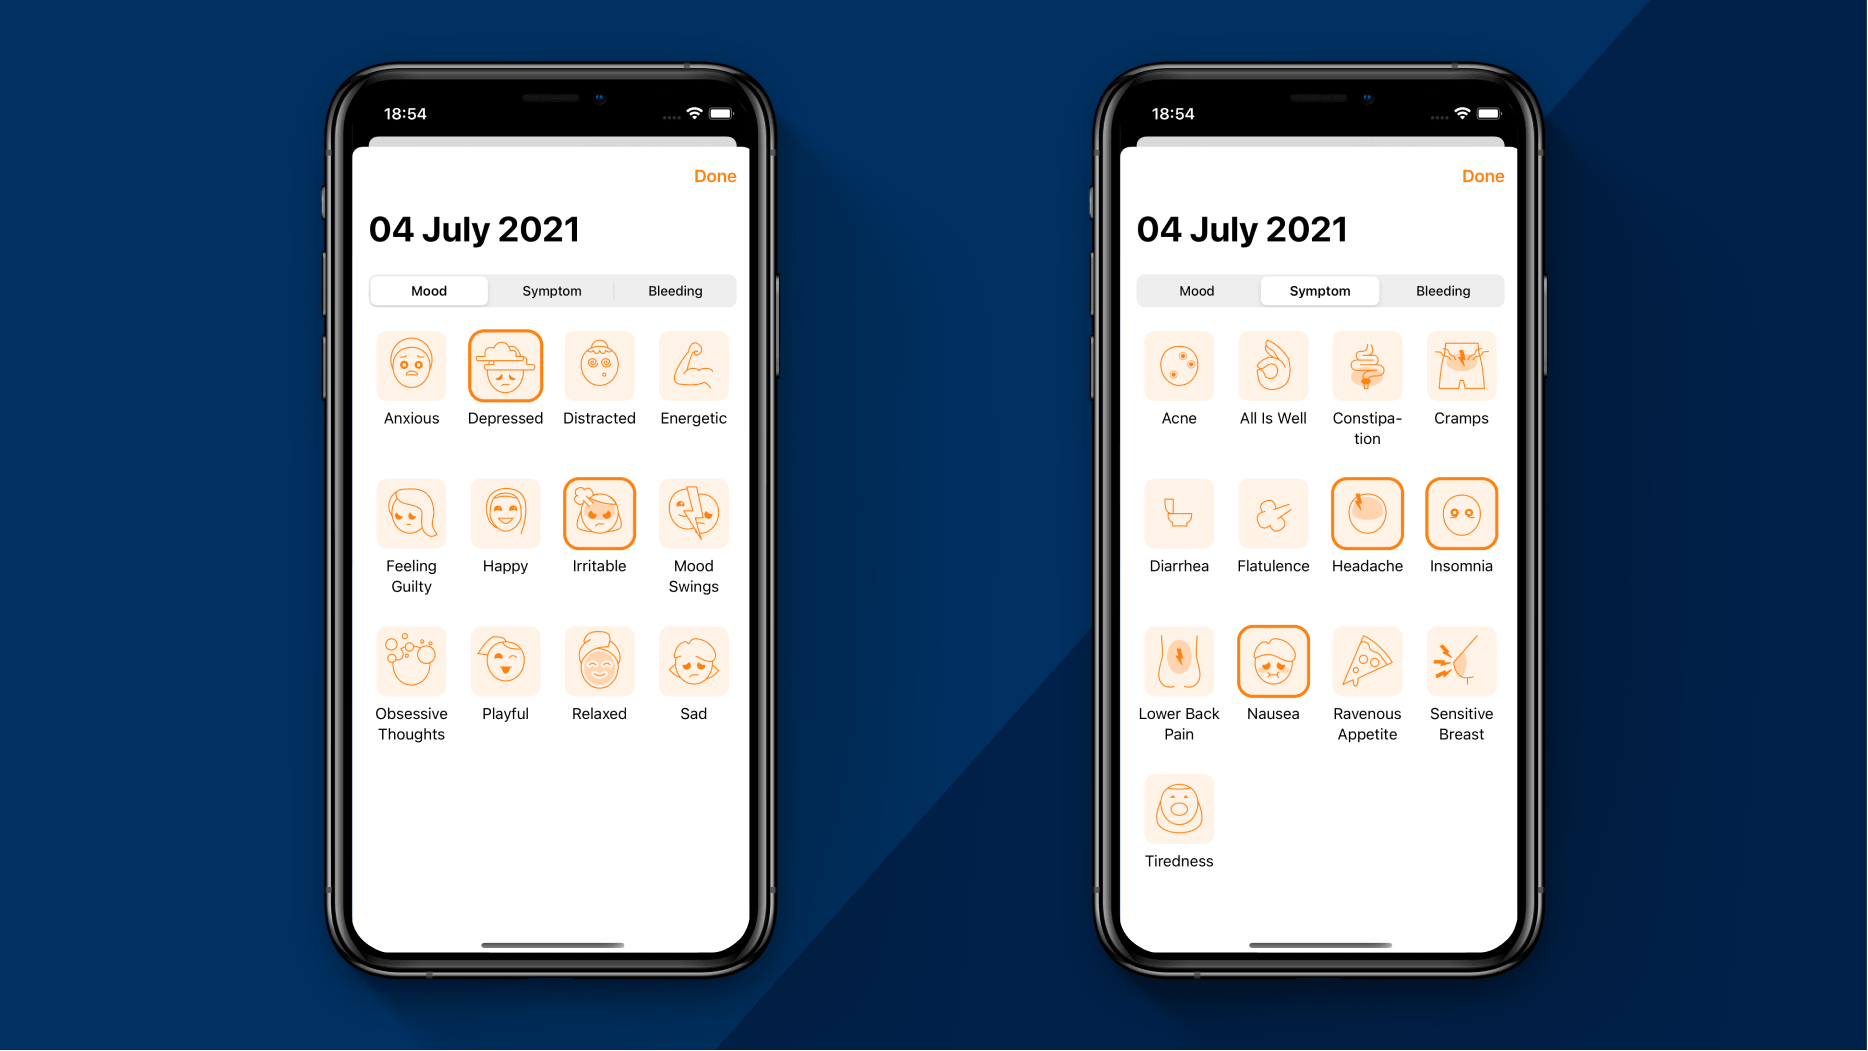 18:54
Done
04 July 2021
Mood Symptom Bleeding
Anxious Depressed Distracted Energetic
Feeling Guilty Happy Irritable Mood Swings
Obsessive Thoughts Playful Relaxed Sad
18:54
Done
04 July 2021
Mood Symptom Bleeding
Acne All Is Well Constipa-
tion Cramps
Diarrhea Flatulence Headache Insomnia
Lower Back Pain Nausea Ravenous Appetite Sensitive Breast
Tiredness